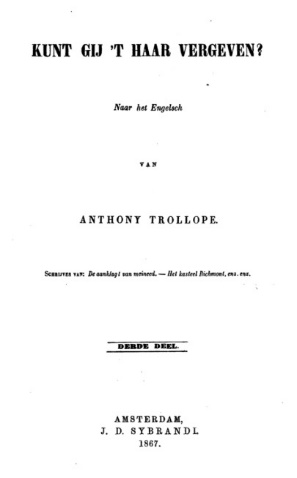 KUNT GIJ 'T HAAR VERGEVEN?
Naar het Engelsch
VAN
ANTHONY TROLLOPE.
SCHRIJVER VAN: De aanklagt van meineed. — Het kasteel Richmont, enz. enz.
DERDE DEEL.
AMSTERDAM,
J. D. SYBRANDI.
1867.